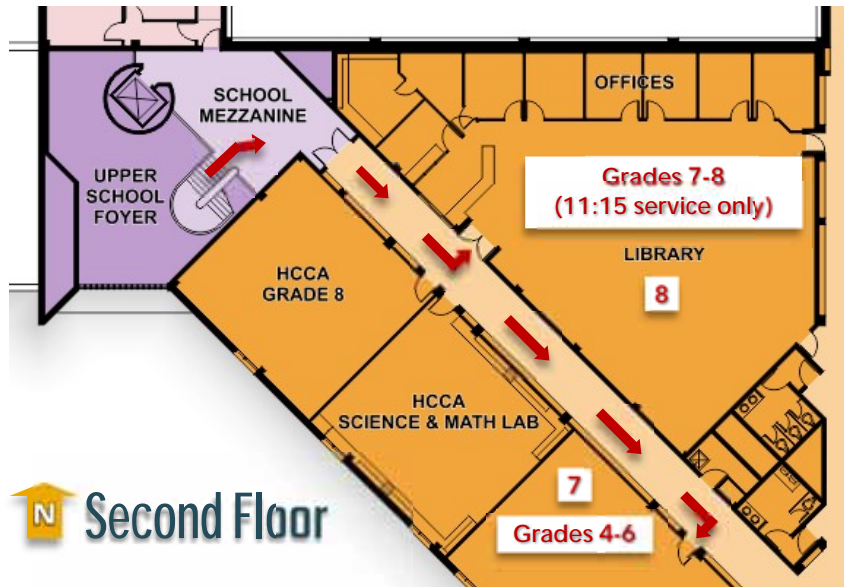 OFFICES
SCHOOL
MEZZANINE
UPPER
SCHOOL
FOYER
Grades 7-8
(11:15 service only)
LIBRARY
8
HCCA
GRADE 8
HCCA
SCIENCE & MATH LAB
7
Grades 4-6
N
Second Floor